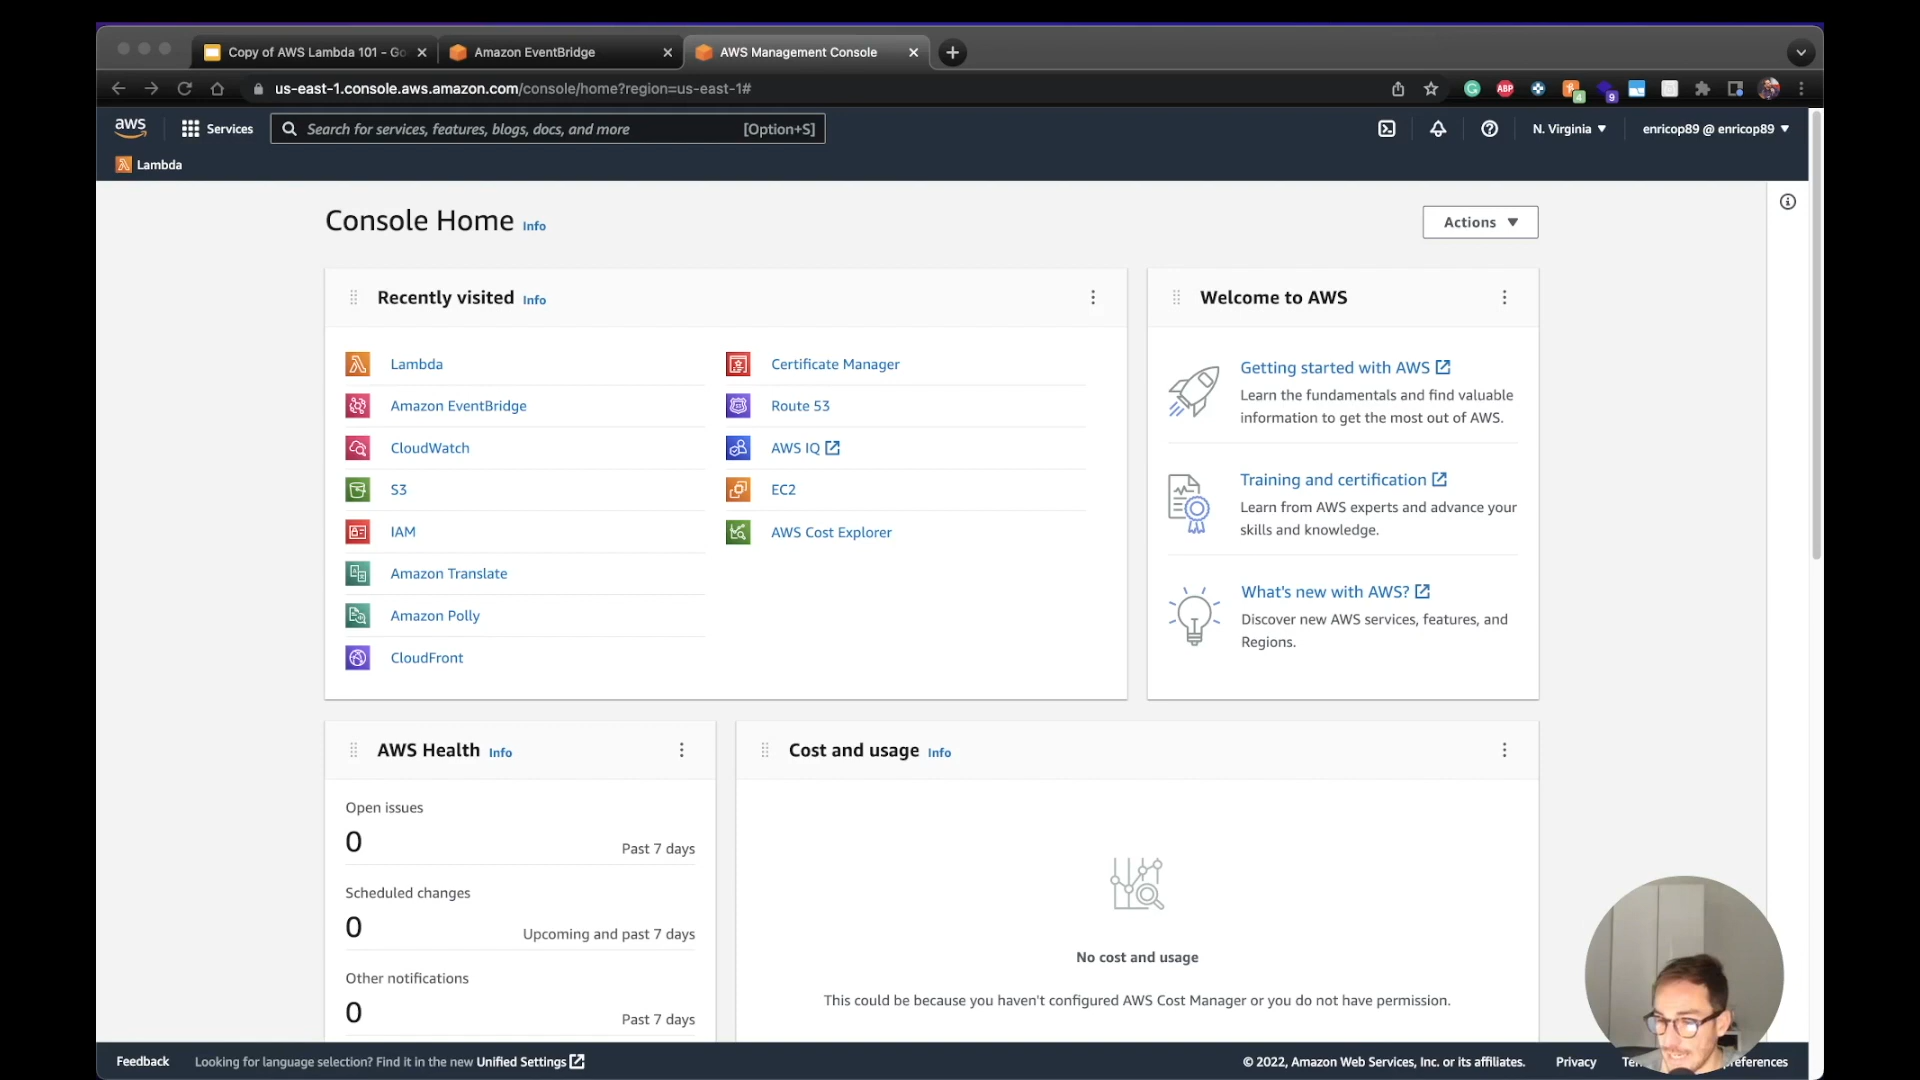 Copy of AWS Lambda 101 - Go
Amazon EventBridge
AWS Management Console
us-east-1.console.aws.amazon.com/console/home?region=us-east-1#
ABP
4
9
aws
Services
Search for services, features, blogs, docs, and more
[Option+S]
N. Virginia
enricop89 @ enricop89
Lambda
Console Home Info
Actions
Recently visited Info
Lambda
Amazon EventBridge
CloudWatch
S3
IAM
Amazon Translate
Amazon Polly
CloudFront
Certificate Manager
Route 53
AWS IQ
EC2
AWS Cost Explorer
Welcome to AWS
Getting started with AWS
Learn the fundamentals and find valuable
information to get the most out of AWS.
Training and certification
Learn from AWS experts and advance your
skills and knowledge.
What's new with AWS?
Discover new AWS services, features, and
Regions.
AWS Health Info
Open issues
0
Past 7 days
Scheduled changes
0
Upcoming and past 7 days
Other notifications
0
Past 7 days
Cost and usage Info
No cost and usage
This could be because you haven't configured AWS Cost Manager or you do not have permission.
Feedback
Looking for language selection? Find it in the new Unified Settings
© 2022, Amazon Web Services, Inc. or its affiliates.
Privacy